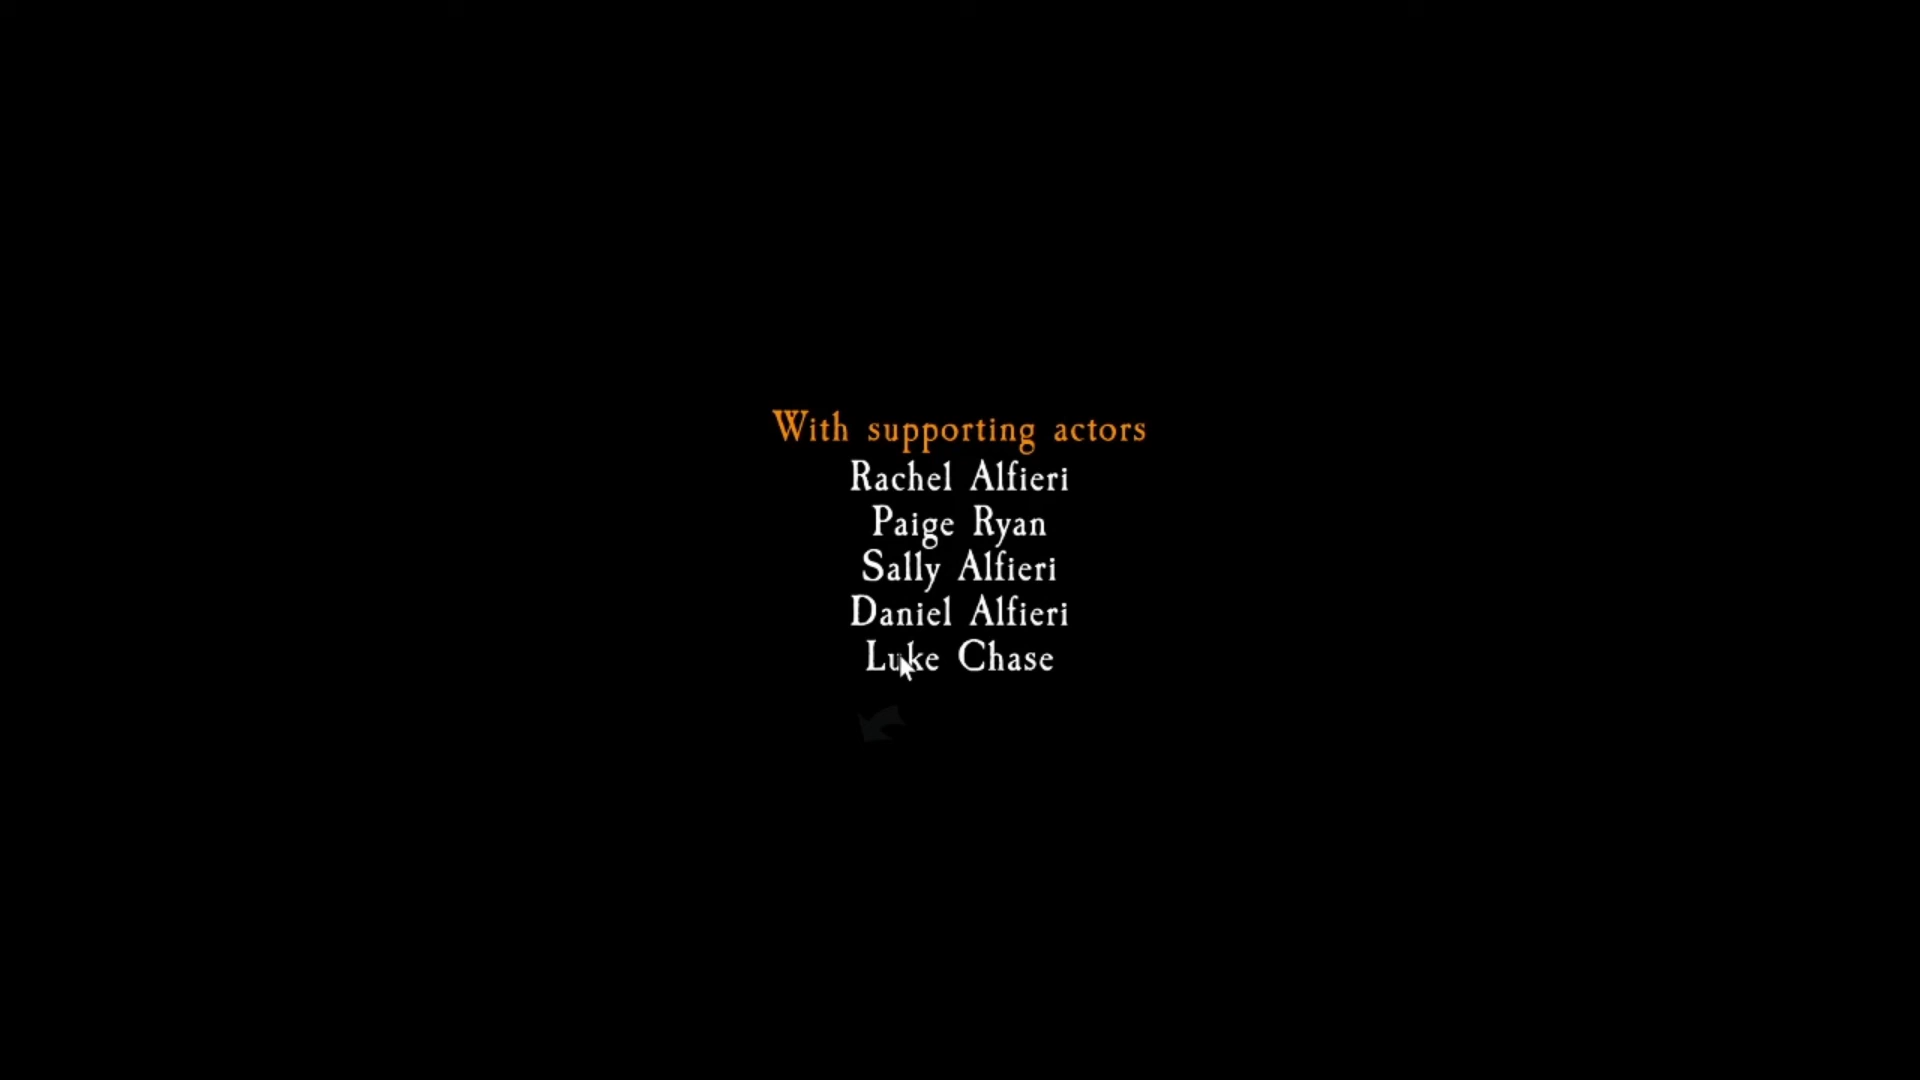 With supporting actors
Rachel Alfieri
Paige Ryan
Sally Alfieri
Daniel Alfieri
Luke Chase